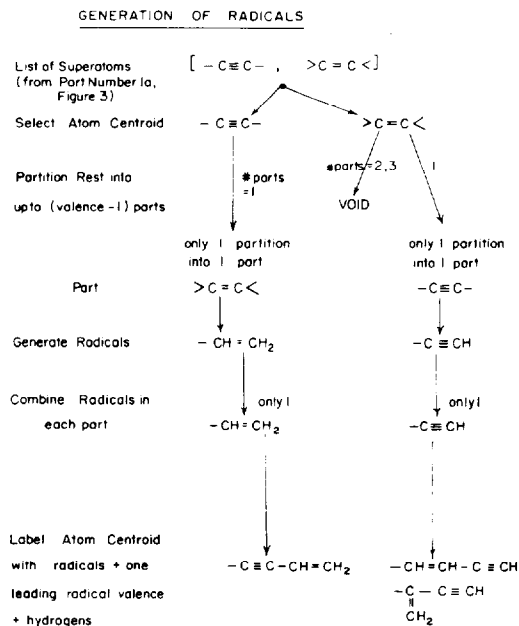 GENERATION OF RADICALS
List of Superatoms [ -C≡C- , >C=C< ]
(from Part Number 1a,
Figure 3)
Select Atom Centroid -C≡C- >C=C<
Partition Rest into #parts #parts=2,3 1
=1
upto (valence -1) parts VOID
only 1 partition only 1 partition
into 1 part into 1 part
Part >C=C< -C≡C-
Generate Radicals -CH=CH₂ -C≡CH
Combine Radicals in only 1 only 1
each part -CH=CH₂ -C≡CH
Label Atom Centroid
with radicals + one -C≡C-CH=CH₂ -CH=CH-C≡CH
leading radical valence -C-C≡CH
+ hydrogens =
CH₂